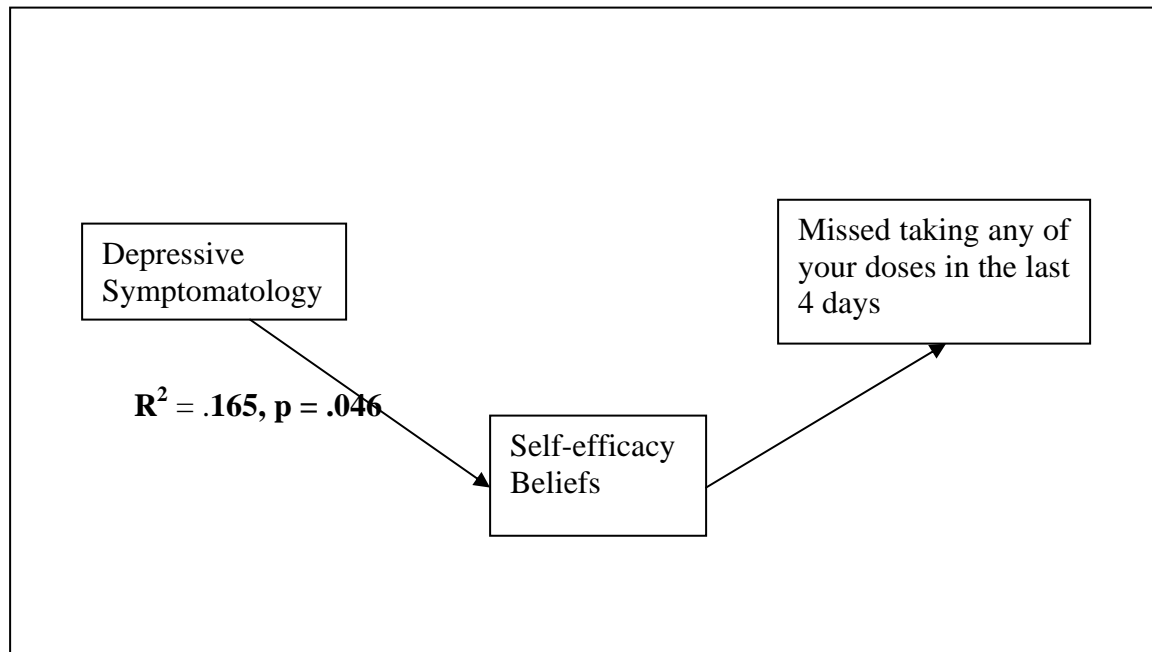 Depressive
Symptomatology
Missed taking any of
your doses in the last
4 days
R² = .165, p = .046
Self-efficacy
Beliefs